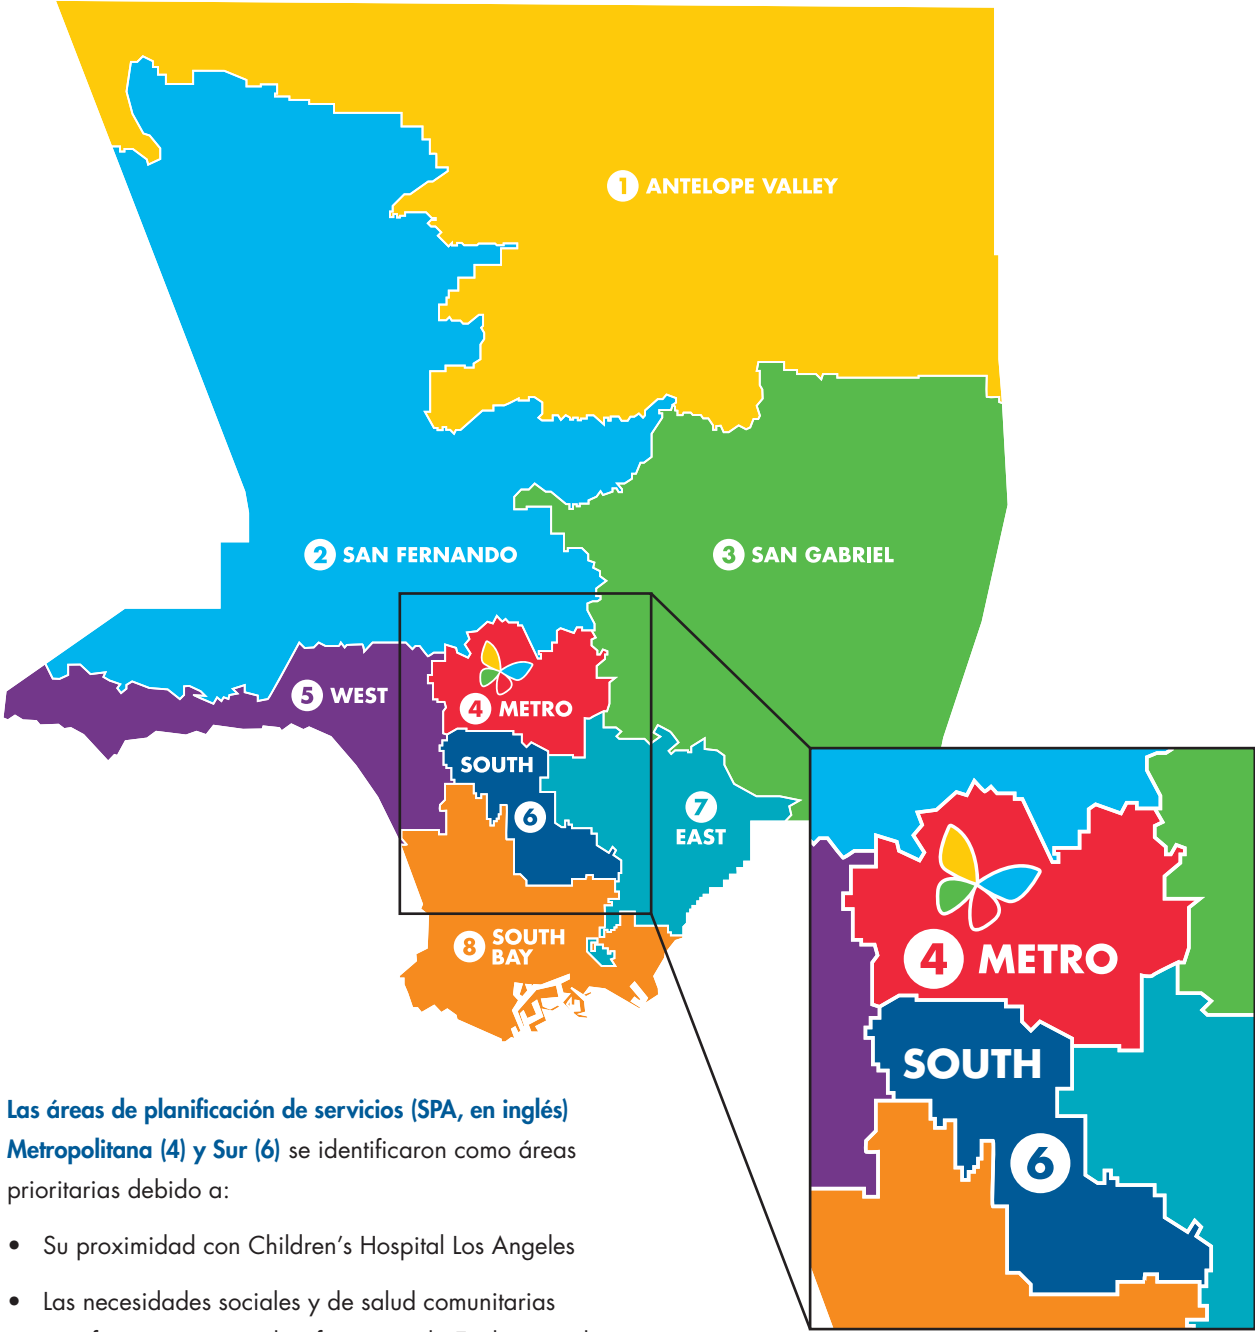 1 ANTELOPE VALLEY
2 SAN FERNANDO
3 SAN GABRIEL
5 WEST
4 METRO
SOUTH
6
7
EAST
8 SOUTH
BAY
4 METRO
SOUTH
6
Las áreas de planificación de servicios (SPA, en inglés)
Metropolitana (4) y Sur (6) se identificaron como áreas
prioritarias debido a:
• Su proximidad con Children's Hospital Los Angeles
• Las necesidades sociales y de salud comunitarias